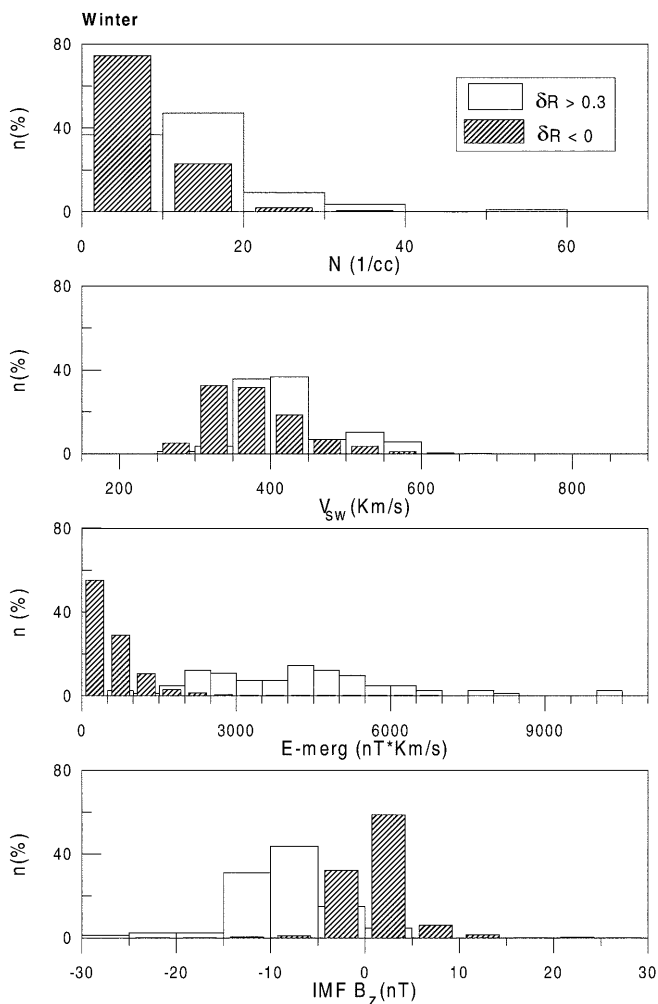 Winter
80
40
0
n(%)
δR > 0.3
δR < 0
0 20 40 60
N (1/cc)
80
40
0
n(%)
200 400 600 800
V_SW (Km/s)
80
40
0
n (%)
0 3000 6000 9000
E-merg (nT*Km/s)
80
40
0
n(%)
-30 -20 -10 0 10 20 30
IMF B_Z (nT)